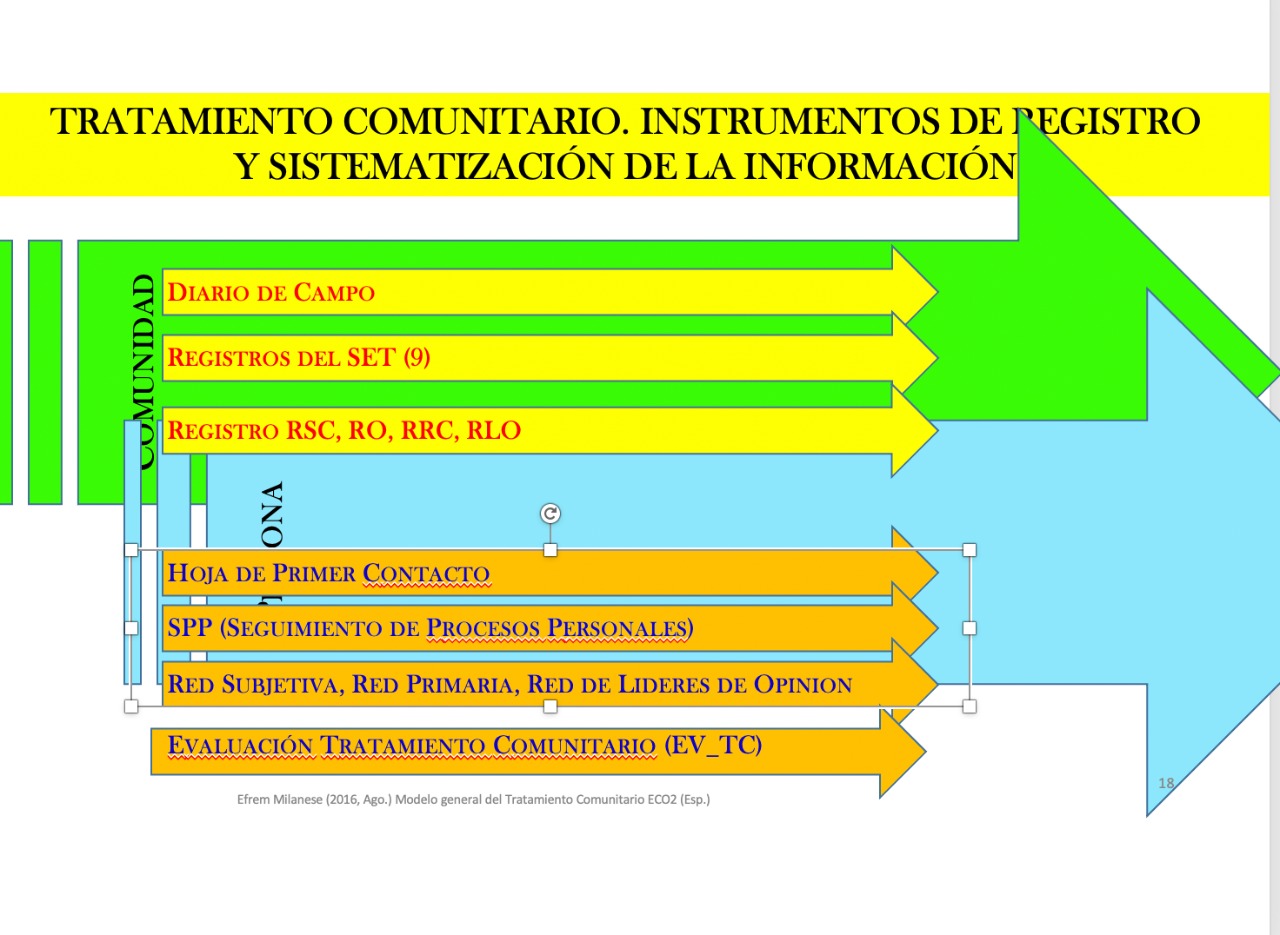 TRATAMIENTO COMUNITARIO. INSTRUMENTOS DE REGISTRO
Y SISTEMATIZACIÓN DE LA INFORMACIÓN
COMUNIDAD
DIARIO DE CAMPO
REGISTROS DEL SET (9)
REGISTRO RSC, RO, RRC, RLO
HOJA DE PRIMER CONTACTO
SPP (SEGUIMIENTO DE PROCESOS PERSONALES)
RED SUBJETIVA, RED PRIMARIA, RED DE LIDERES DE OPINION
EVALUACIÓN TRATAMIENTO COMUNITARIO (EV_TC)
Efrem Milanese (2016, Ago.) Modelo general del Tratamiento Comunitario ECO2 (Esp.)
18